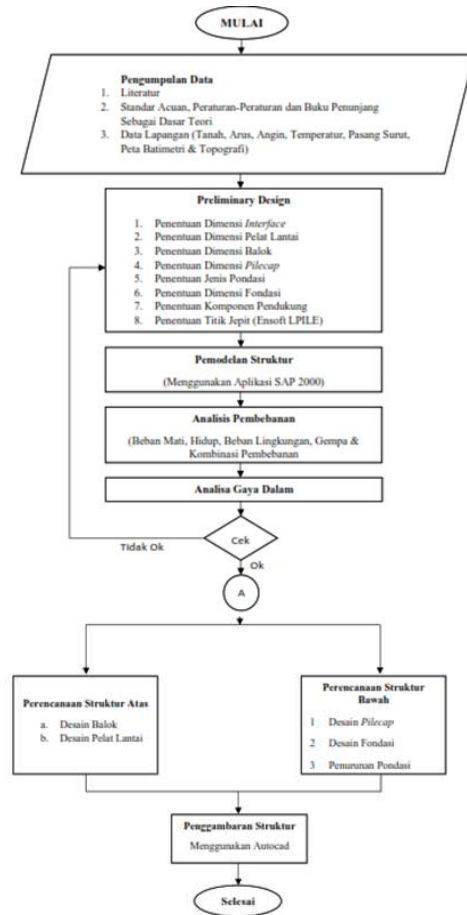 MULAI
Pengumpulan Data
1. Literatur
2. Standar Acuan, Peraturan-Peraturan dan Buku Penunjang
Sebagai Dasar Teori
3. Data Lapangan (Tanah, Arus, Angin, Temperatur, Pasang Surut,
Peta Batimetri & Topografi)
Preliminary Design
1. Penentuan Dimensi Interface
2. Penentuan Dimensi Pelat Lantai
3. Penentuan Dimensi Balok
4. Penentuan Dimensi Pilecap
5. Penentuan Jenis Pondasi
6. Penentuan Dimensi Fondasi
7. Penentuan Komponen Pendukung
8. Penentuan Titik Jepit (Ensoft LPILE)
Pemodelan Struktur
(Menggunakan Aplikasi SAP 2000)
Analisis Pembebanan
(Beban Mati, Hidup, Beban Lingkungan, Gempa &
Kombinasi Pembebanan
Analisa Gaya Dalam
Cek
Tidak Ok
Ok
A
Perencanaan Struktur Atas
a. Desain Balok
b. Desain Pelat Lantai
Perencanaan Struktur
Bawah
1 Desain Pilecap
2 Desain Fondasi
3 Penurunan Pondasi
Penggambaran Struktur
Menggunakan Autocad
Selesai